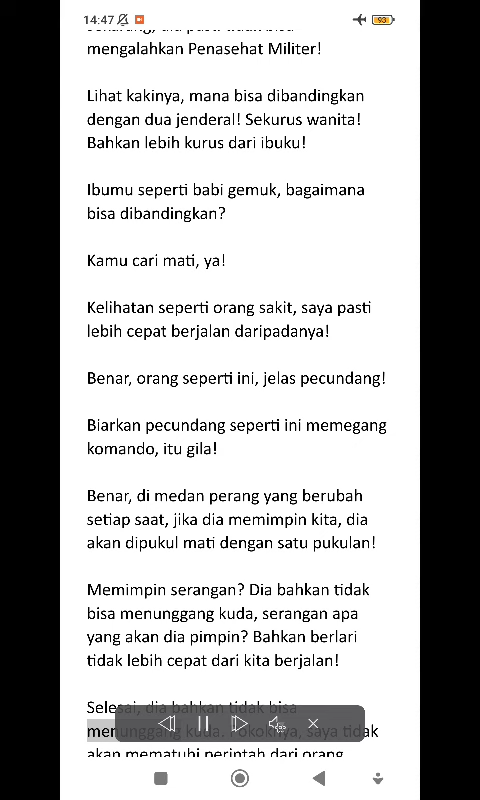 14:47
93
mengalahkan Penasehat Militer!
Lihat kakinya, mana bisa dibandingkan
dengan dua jenderal! Sekurus wanita!
Bahkan lebih kurus dari ibuku!
Ibumu seperti babi gemuk, bagaimana
bisa dibandingkan?
Kamu cari mati, ya!
Kelihatan seperti orang sakit, saya pasti
lebih cepat berjalan daripadanya!
Benar, orang seperti ini, jelas pecundang!
Biarkan pecundang seperti ini memegang
komando, itu gila!
Benar, di medan perang yang berubah
setiap saat, jika dia memimpin kita, dia
akan dipukul mati dengan satu pukulan!
Memimpin serangan? Dia bahkan tidak
bisa menunggang kuda, serangan apa
yang akan dia pimpin? Bahkan berlari
tidak lebih cepat dari kita berjalan!
Selesai, dia bahkan tidak bisa
menunggang kuda. Pokoknya, saya tidak
akan mematuhi perintah dari orang